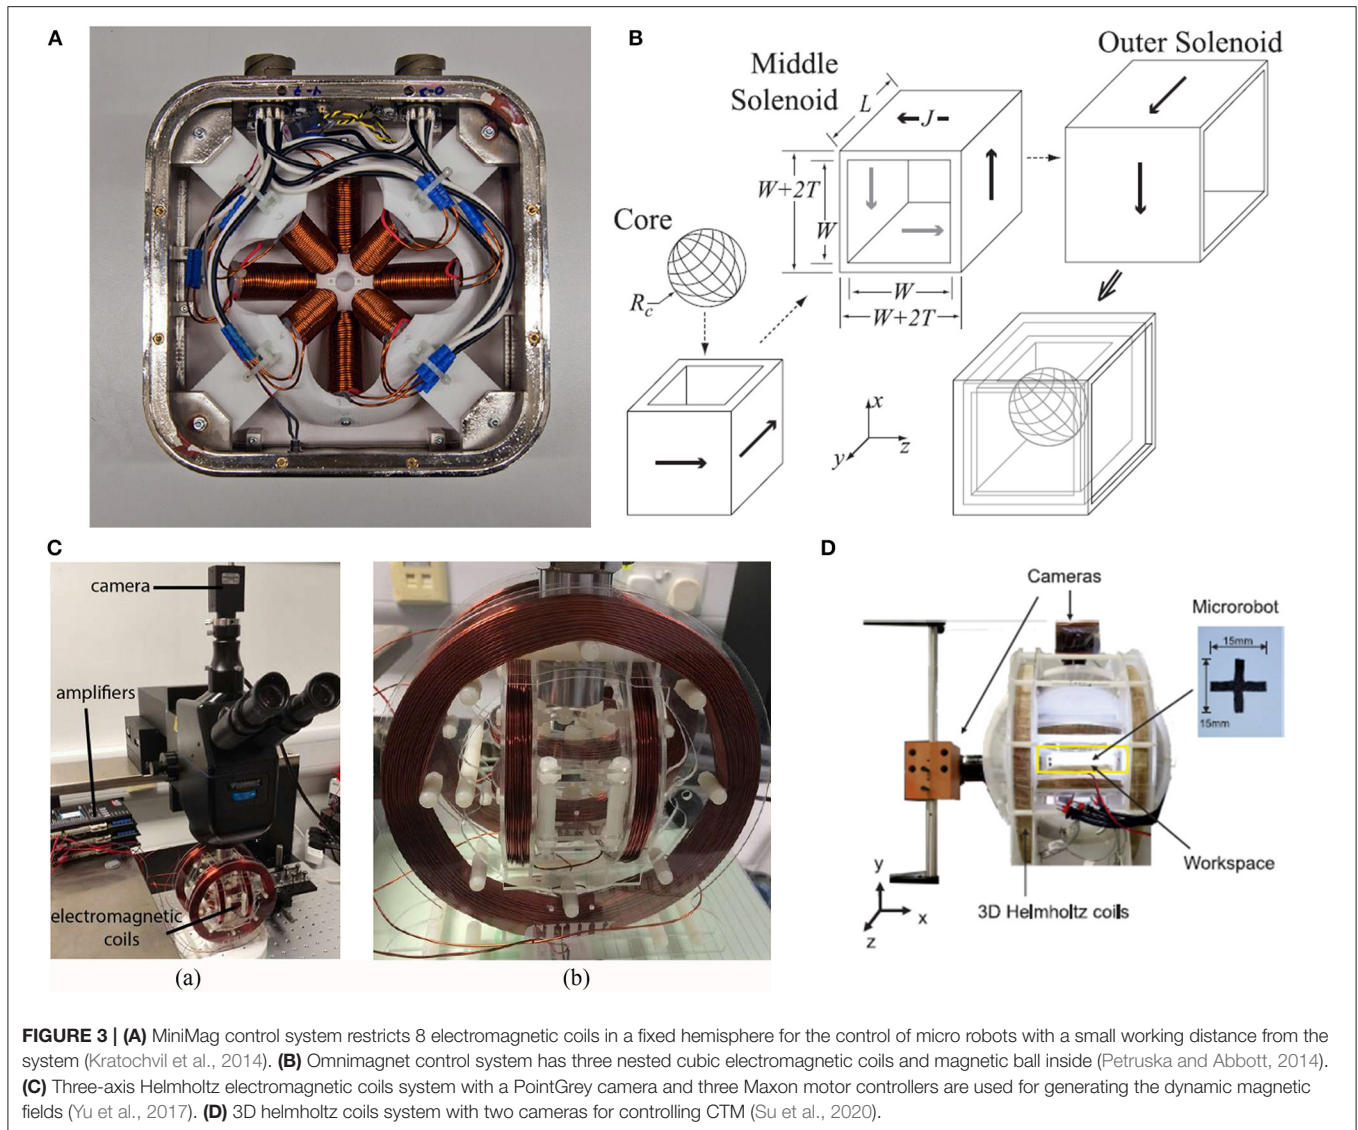 A
B
Outer Solenoid
Middle
Solenoid
L
J
W+2T
W
Core
Rc
W
W+2T
x
y
z
C
camera
amplifiers
electromagnetic
coils
(a)
(b)
D
Cameras
Microrobot
15mm
15mm
Workspace
3D Helmholtz coils
y
x
z
FIGURE 3 | (A) MiniMag control system restricts 8 electromagnetic coils in a fixed hemisphere for the control of micro robots with a small working distance from the
system (Kratochvil et al., 2014). (B) Omnimagnet control system has three nested cubic electromagnetic coils and magnetic ball inside (Petruska and Abbott, 2014).
(C) Three-axis Helmholtz electromagnetic coils system with a PointGrey camera and three Maxon motor controllers are used for generating the dynamic magnetic
fields (Yu et al., 2017). (D) 3D helmholtz coils system with two cameras for controlling CTM (Su et al., 2020).